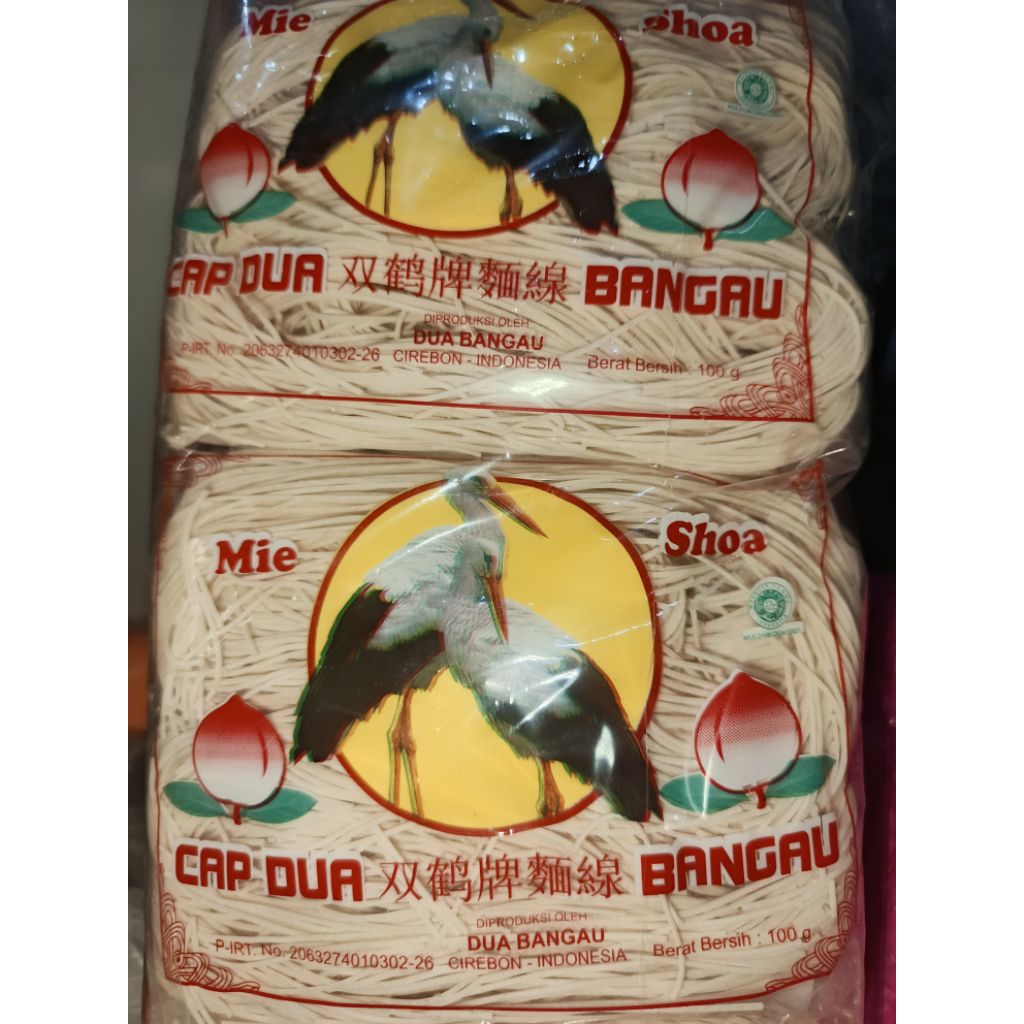 Mie Shoa
CAP DUA 双鹤牌麵線 BANGAU
DIPRODUKSI OLEH
DUA BANGAU
P-IRT. No. 2063274010302-26 CIREBON - INDONESIA Berat Bersih : 100 g
Mie Shoa
CAP DUA 双鹤牌麵線 BANGAU
DIPRODUKSI OLEH
DUA BANGAU
P-IRT. No. 2063274010302-26 CIREBON - INDONESIA Berat Bersih : 100 g